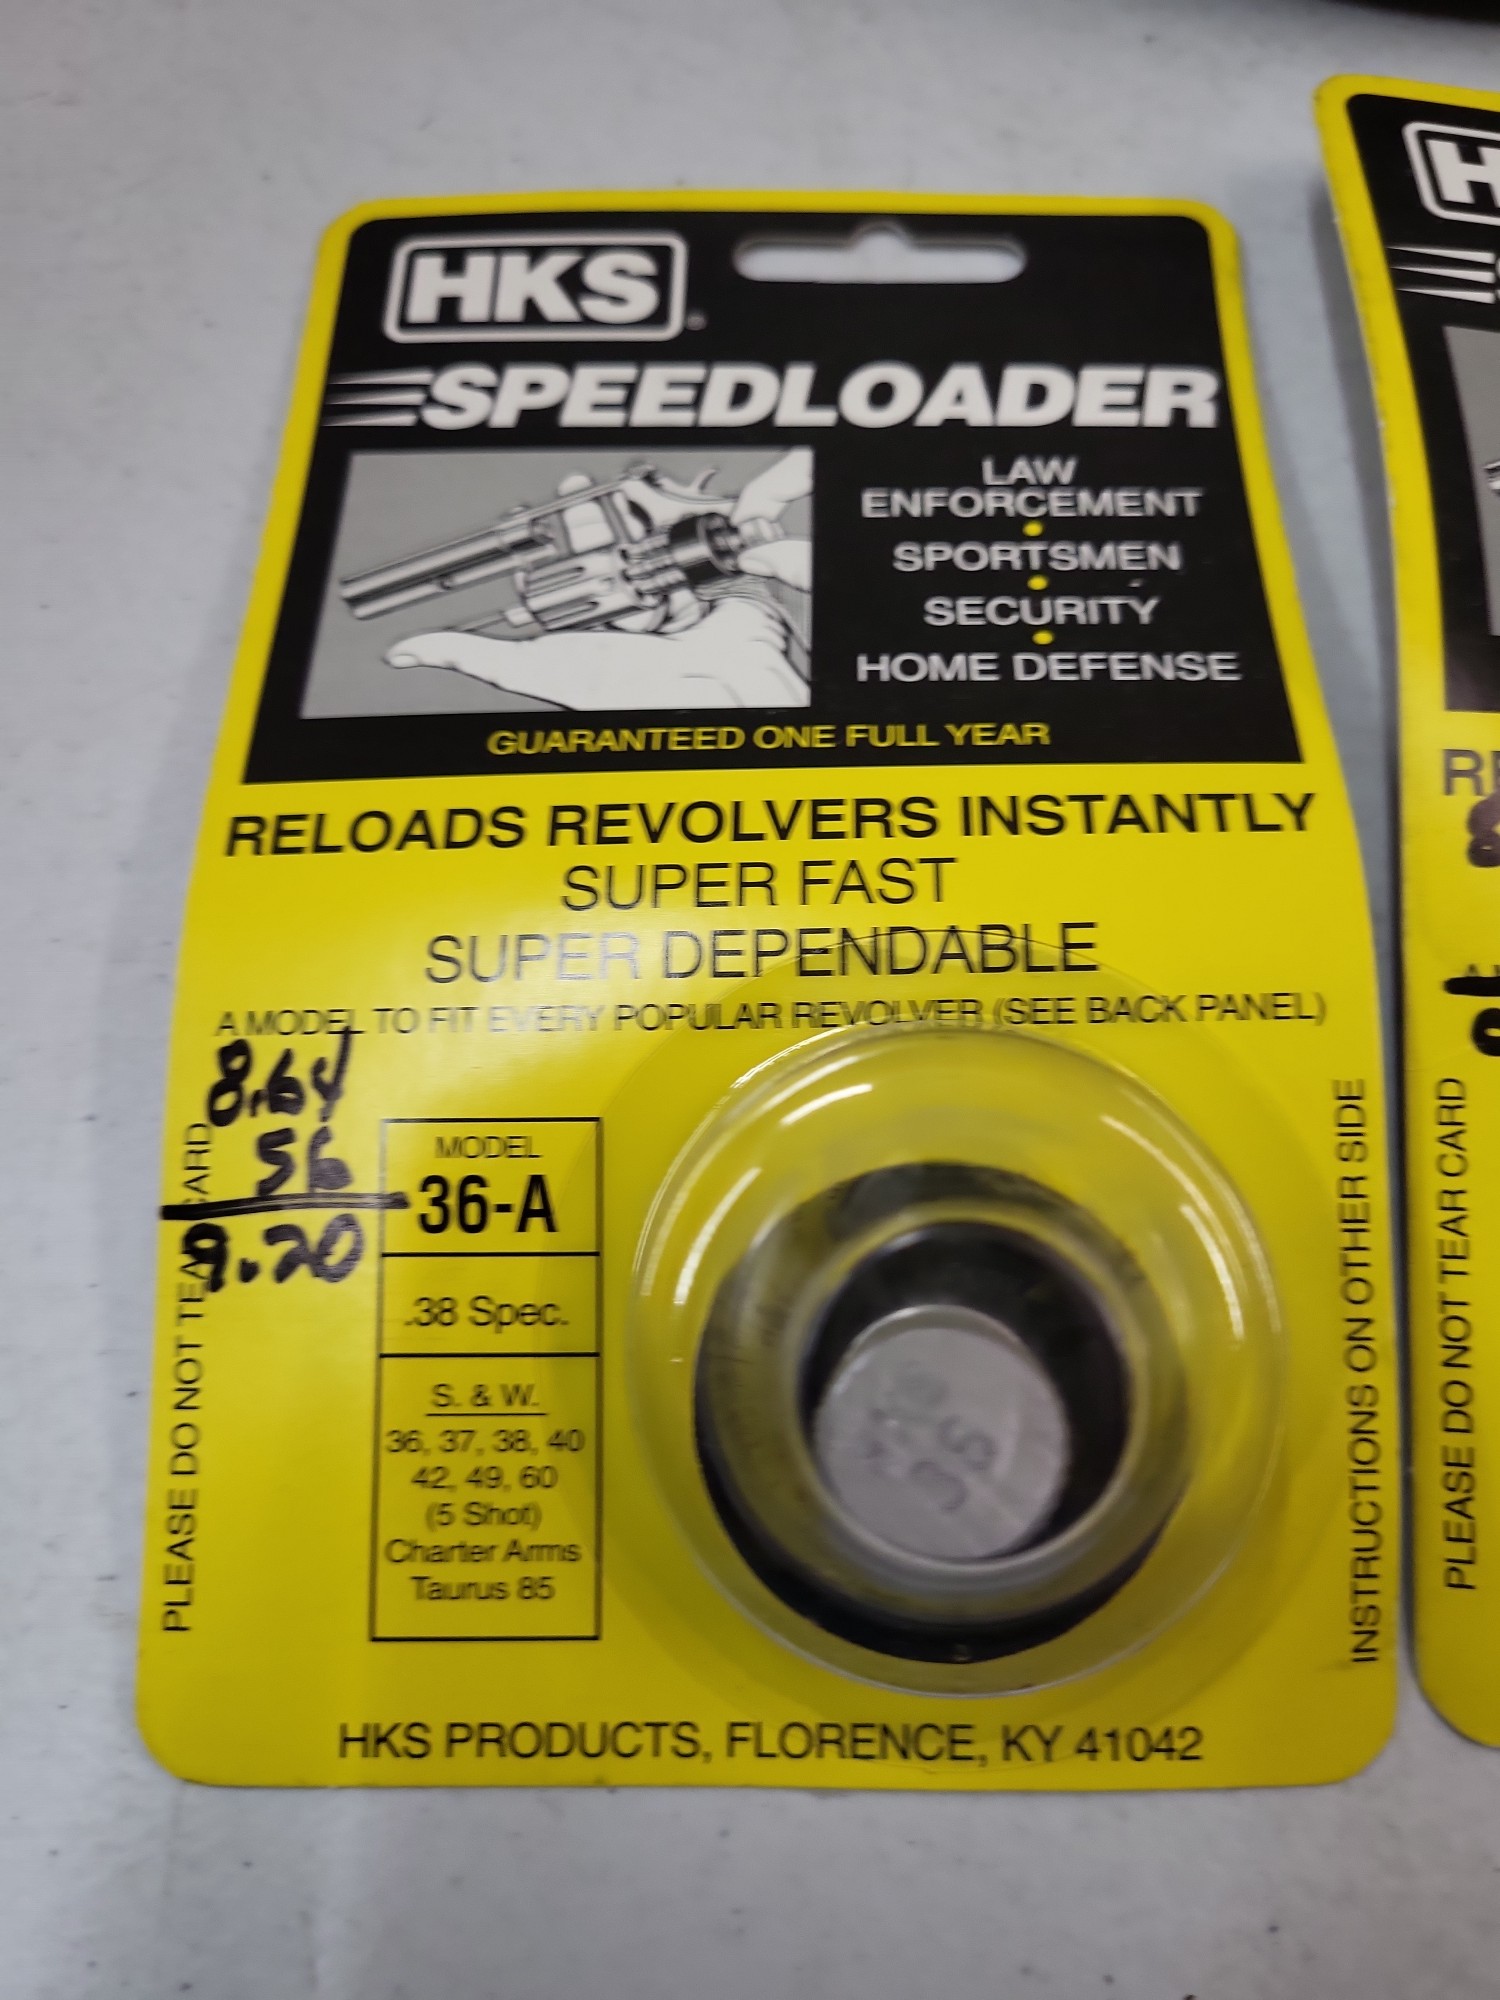 HKS
SPEEDLOADER
LAW
ENFORCEMENT
•
SPORTSMEN
•
SECURITY
•
HOME DEFENSE
GUARANTEED ONE FULL YEAR
RELOADS REVOLVERS INSTANTLY
SUPER FAST
SUPER DEPENDABLE
A MODEL TO FIT EVERY POPULAR REVOLVER (SEE BACK PANEL)
8.64
56
9.20
PLEASE DO NOT TEAR CARD
MODEL
36-A
.38 Spec.
S. & W.
36, 37, 38, 40
42, 49, 60
(5 Shot)
Charter Arms
Taurus 85
INSTRUCTIONS ON OTHER SIDE
HKS PRODUCTS, FLORENCE, KY 41042
PLEASE DO NOT TEAR CARD